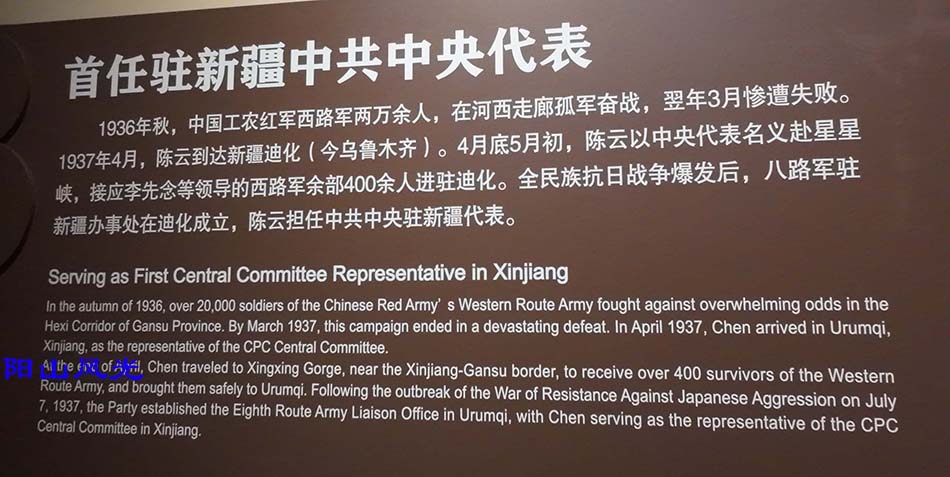 首任驻新疆中共中央代表
1936年秋，中国工农红军西路军两万余人，在河西走廊孤军奋战，翌年3月惨遭失败。
1937年4月，陈云到达新疆迪化（今乌鲁木齐）。4月底5月初，陈云以中央代表名义赴星星
峡，接应李先念等领导的西路军余部400余人进驻迪化。全民族抗日战争爆发后，八路军驻
新疆办事处在迪化成立，陈云担任中共中央驻新疆代表。
Serving as First Central Committee Representative in Xinjiang
In the autumn of 1936, over 20,000 soldiers of the Chinese Red Army’s Western Route Army fought against overwhelming odds in the
Hexi Corridor of Gansu Province. By March 1937, this campaign ended in a devastating defeat. In April 1937, Chen arrived in Urumqi,
Xinjiang, as the representative of the CPC Central Committee.
阳山风光
At the end of April, Chen traveled to Xingxing Gorge, near the Xinjiang-Gansu border, to receive over 400 survivors of the Western
Route Army, and brought them safely to Urumqi. Following the outbreak of the War of Resistance Against Japanese Aggression on July
7, 1937, the Party established the Eighth Route Army Liaison Office in Urumqi, with Chen serving as the representative of the CPC
Central Committee in Xinjiang.